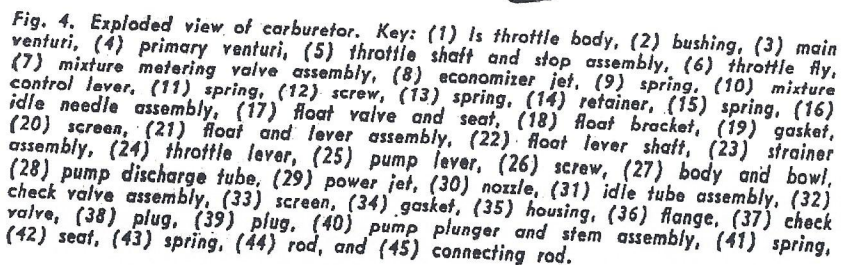 Fig. 4. Exploded view of carburetor. Key: (1) Is throttle body, (2) bushing, (3) main
venturi, (4) primary venturi, (5) throttle shaft and stop assembly, (6) throttle fly,
(7) mixture metering valve assembly, (8) economizer jet, (9) spring, (10) mixture
control lever, (11) spring, (12) screw, (13) spring, (14) retainer, (15) spring, (16)
idle needle assembly, (17) float valve and seat, (18) float bracket, (19) gasket,
(20) screen, (21) float and lever assembly, (22) float lever shaft, (23) strainer
assembly, (24) throttle lever, (25) pump lever, (26) screw, (27) body and bowl,
(28) pump discharge tube, (29) power jet, (30) nozzle, (31) idle tube assembly, (32)
check valve assembly, (33) screen, (34) gasket, (35) housing, (36) flange, (37) check
valve, (38) plug, (39) plug, (40) pump plunger and stem assembly, (41) spring,
(42) seat, (43) spring, (44) rod, and (45) connecting rod.